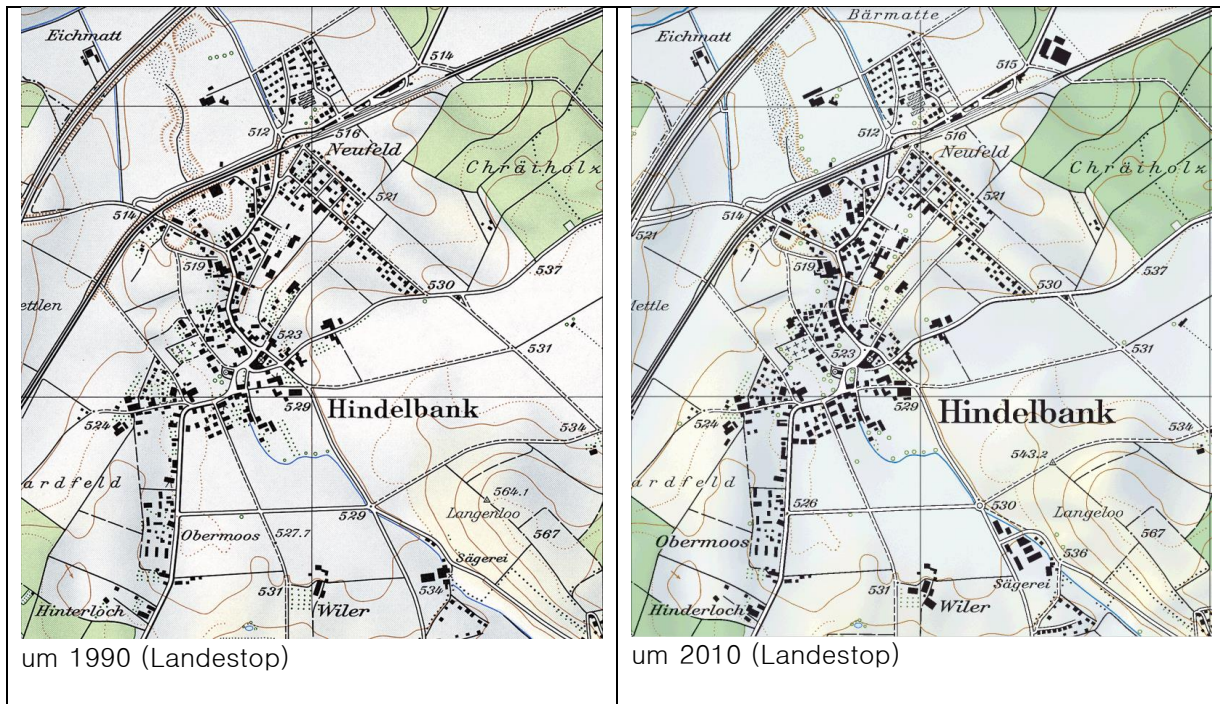 Eichmatt
514
512
516
Neufeld
Chräiholz
521
514
519
537
530
523
531
529
Hindelbank
524
534
ardfeld
564.1
Langenloo
529
527.7
567
Obermoos
Sägerei
531
534
Hinterloch
Wiler
um 1990 (Landestop)
Bärmatte
Eichmatt
515
512
516
Neufeld
Chräiholz
521
514
521
519
537
530
Mettle
523
531
529
Hindelbank
524
534
543.2
ardfeld
526
530
Langeloo
567
Obermoos
536
Sägerei
531
Hinderloch
Wiler
um 2010 (Landestop)